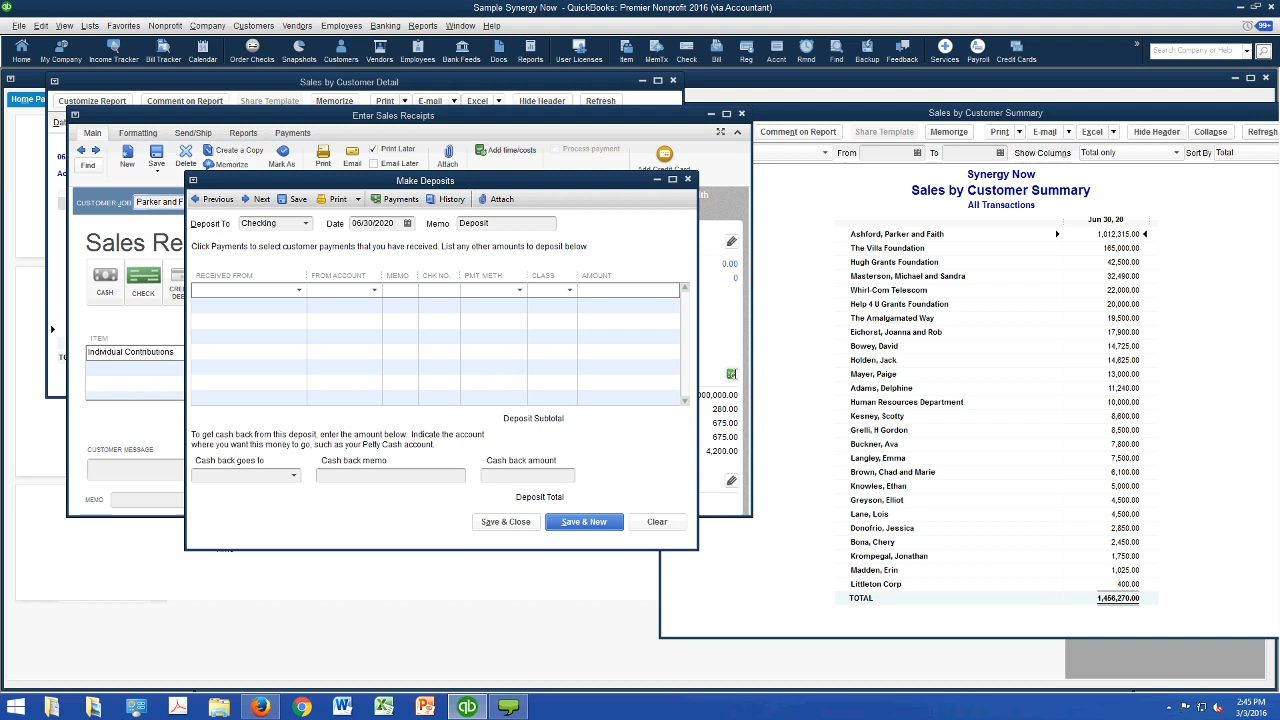 Sample Synergy Now - QuickBooks: Premier Nonprofit 2016 (via Accountant)
File Edit View Lists Favorites Nonprofit Company Customers Vendors Employees Banking Reports Window Help
99+
Home My Company Income Tracker Bill Tracker Calendar Order Checks Snapshots Customers Vendors Employees Bank Feeds Docs Reports User Licenses Item MemTx Check Bill Reg Accnt Rmnd Find Backup Feedback Services Payroll Credit Cards
Search Company or Help
Home Pa
Sales by Customer Detail
Customize Report Comment on Report Share Template Memorize Print E-mail Excel Hide Header Refresh
Enter Sales Receipts
Main Formatting Send/Ship Reports Payments
Find New Save Delete Create a Copy Memorize Mark As Print Email Print Later Email Later Attach Add time/costs Process payment
CUSTOMER:JOB Parker and F
Sales Re
CASH CHECK
ITEM
Individual Contributions
CUSTOMER MESSAGE
MEMO
0.00
0
000,000.00
280.00
675.00
675.00
4,200.00
Make Deposits
Previous Next Save Print Payments History Attach
Deposit To Checking Date 06/30/2020 Memo Deposit
Click Payments to select customer payments that you have received. List any other amounts to deposit below.
RECEIVED FROM FROM ACCOUNT MEMO CHK NO. PMT METH. CLASS AMOUNT
Deposit Subtotal
To get cash back from this deposit, enter the amount below. Indicate the account
where you want this money to go, such as your Petty Cash account.
Cash back goes to Cash back memo Cash back amount
Deposit Total
Save & Close Save & New Clear
Sales by Customer Summary
Comment on Report Share Template Memorize Print E-mail Excel Hide Header Collapse Refresh
From To Show Columns Total only Sort By Total
Synergy Now
Sales by Customer Summary
All Transactions
Jun 30, 20
Ashford, Parker and Faith 1,012,315.00
The Villa Foundation 165,000.00
Hugh Grants Foundation 42,500.00
Masterson, Michael and Sandra 32,490.00
Whirl-Com Telescom 22,000.00
Help 4 U Grants Foundation 20,000.00
The Amalgamated Way 19,500.00
Eichorst, Joanna and Rob 17,900.00
Bowey, David 14,725.00
Holden, Jack 14,625.00
Mayer, Paige 13,000.00
Adams, Delphine 11,240.00
Human Resources Department 10,000.00
Kesney, Scotty 8,600.00
Grelli, H Gordon 8,500.00
Buckner, Ava 7,800.00
Langley, Emma 7,500.00
Brown, Chad and Marie 6,100.00
Knowles, Ethan 5,000.00
Greyson, Elliot 4,500.00
Lane, Lois 4,500.00
Donofrio, Jessica 2,850.00
Bona, Chery 2,450.00
Krompegal, Jonathan 1,750.00
Madden, Erin 1,025.00
Littleton Corp 400.00
TOTAL 1,456,270.00
2:45 PM
3/3/2016